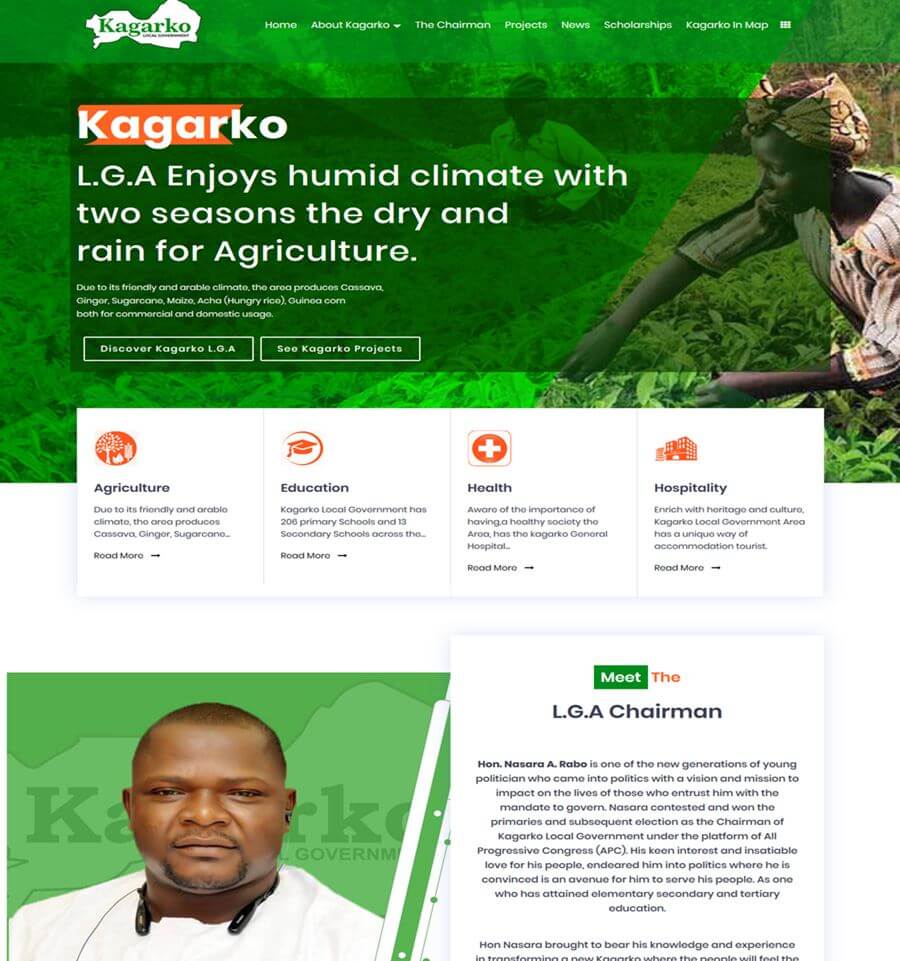 Kagarko
LOCAL GOVERNMENT
Home About Kagarko The Chairman Projects News Scholarships Kagarko In Map
Kagarko
L.G.A Enjoys humid climate with
two seasons the dry and
rain for Agriculture.
Due to its friendly and arable climate, the area produces Cassava,
Ginger, Sugarcane, Maize, Acha (Hungry rice), Guinea corn
both for commercial and domestic usage.
Discover Kagarko L.G.A See Kagarko Projects
Agriculture
Due to its friendly and arable
climate, the area produces
Cassava, Ginger, Sugarcane...
Read More
Education
Kagarko Local Government has
206 primary Schools and 13
Secondary Schools across the...
Read More
Health
Aware of the importance of
having,a healthy society the
Area, has the kagarko General
Hospital...
Read More
Hospitality
Enrich with heritage and culture,
Kagarko Local Government Area
has a unique way of
accommodation tourist.
Read More
Meet The
L.G.A Chairman
Hon. Nasara A. Rabo is one of the new generations of young
politician who came into politics with a vision and mission to
impact on the lives of those who entrust him with the
mandate to govern. Nasara contested and won the
primaries and subsequent election as the Chairman of
Kagarko Local Government under the platform of All
Progressive Congress (APC). His keen interest and insatiable
love for his people, endeared him into politics where he is
convinced is an avenue for him to serve his people. As one
who has attained elementary secondary and tertiary
education.
Hon Nasara brought to bear his knowledge and experience
in transforming a new Kagarko where the people will feel the